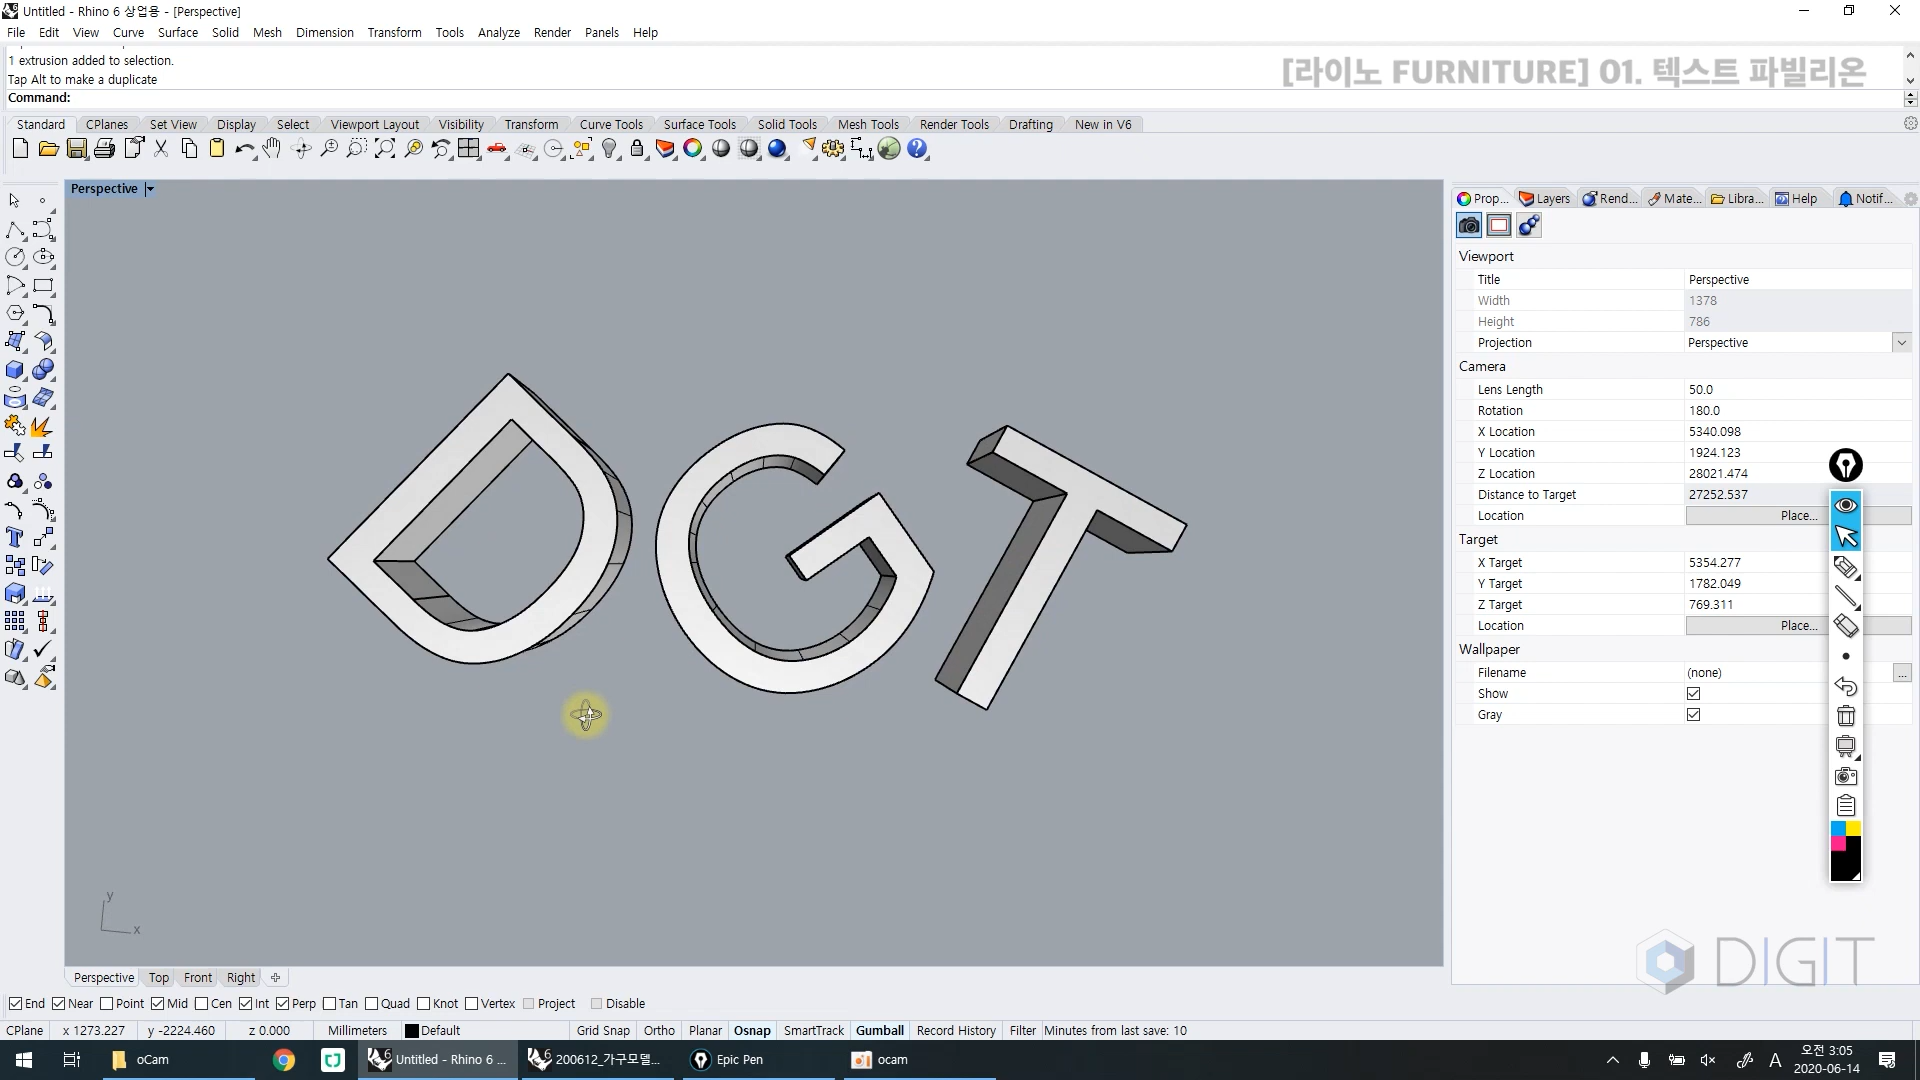 Untitled - Rhino 6 상업용 - [Perspective]
File Edit View Curve Surface Solid Mesh Dimension Transform Tools Analyze Render Panels Help
1 extrusion added to selection.
Tap Alt to make a duplicate
Command:
[라이노 FURNITURE] 01. 텍스트 파빌리온
Standard CPlanes Set View Display Select Viewport Layout Visibility Transform Curve Tools Surface Tools Solid Tools Mesh Tools Render Tools Drafting New in V6
Perspective
DGT
y
x
Prop... Layers Rend... Mate... Libra... Help Notif...
Viewport
Title Perspective
Width 1378
Height 786
Projection Perspective
Camera
Lens Length 50.0
Rotation 180.0
X Location 5340.098
Y Location 1924.123
Z Location 28021.474
Distance to Target 27252.537
Location Place...
Target
X Target 5354.277
Y Target 1782.049
Z Target 769.311
Location Place...
Wallpaper
Filename (none) ...
Show
Gray
DIGIT
Perspective Top Front Right
End Near Point Mid Cen Int Perp Tan Quad Knot Vertex Project Disable
CPlane x 1273.227 y -2224.460 z 0.000 Millimeters Default Grid Snap Ortho Planar Osnap SmartTrack Gumball Record History Filter Minutes from last save: 10
oCam Untitled - Rhino 6 ... 200612_가구모델... Epic Pen ocam A 오전 3:05
2020-06-14